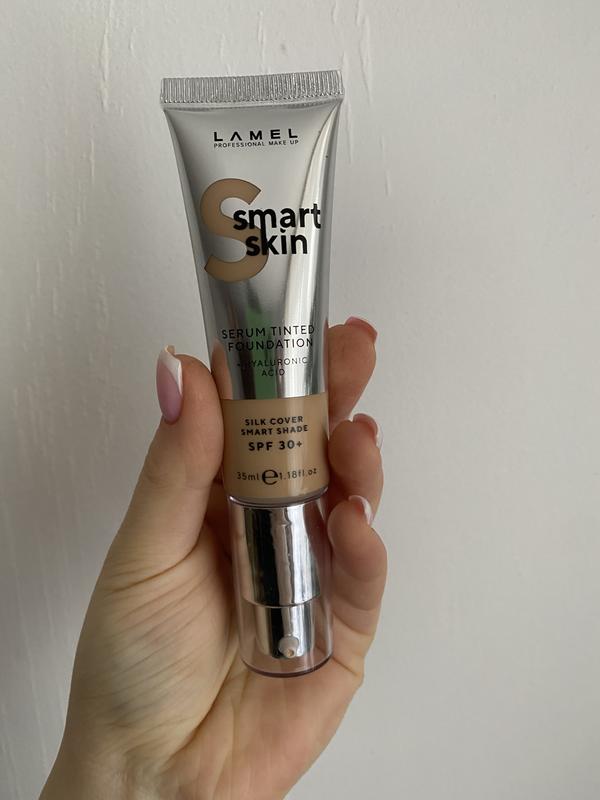 LAMEL
PROFESSIONAL MAKE UP
S
smart
skin
SERUM TINTED
FOUNDATION
+HYALURONIC
ACID
SILK COVER
SMART SHADE
SPF 30+
35ml e 1.18fl.oz